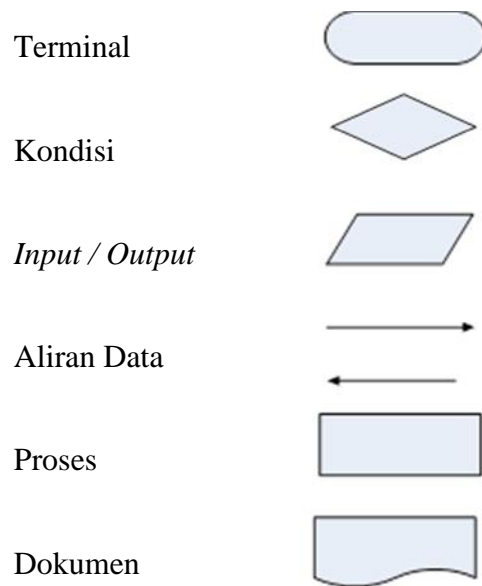 Terminal
Kondisi
Input / Output
Aliran Data
Proses
Dokumen